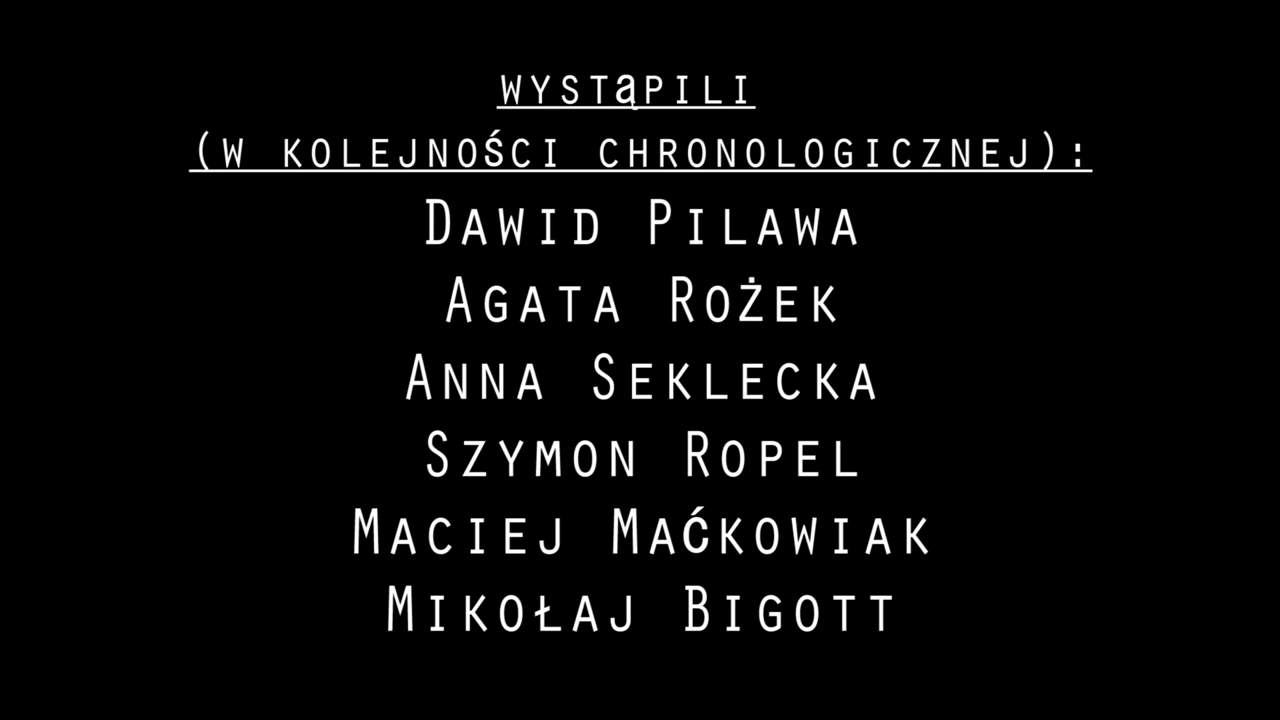 WYSTąPILI
(W KOLEJNOśCI CHRONOLOGICZNEJ):
DAWID PILAWA
AGATA ROżEK
ANNA SEKLECKA
SZYMON ROPEL
MACIEJ MAćKOWIAK
MIKOłAJ BIGOTT